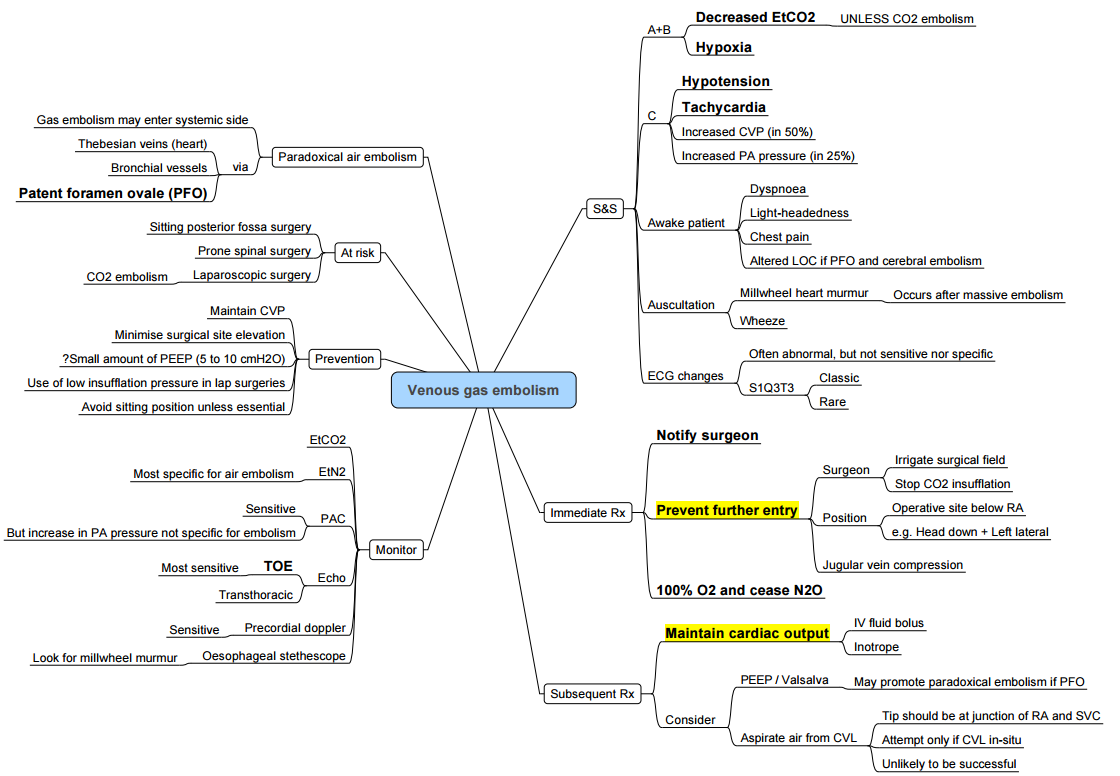 Venous gas embolism
Paradoxical air embolism
Gas embolism may enter systemic side
via
Thebesian veins (heart)
Bronchial vessels
Patent foramen ovale (PFO)
At risk
Sitting posterior fossa surgery
Prone spinal surgery
Laparoscopic surgery
CO2 embolism
Prevention
Maintain CVP
Minimise surgical site elevation
?Small amount of PEEP (5 to 10 cmH2O)
Use of low insufflation pressure in lap surgeries
Avoid sitting position unless essential
Monitor
EtCO2
EtN2
Most specific for air embolism
PAC
Sensitive
But increase in PA pressure not specific for embolism
Echo
TOE
Most sensitive
Transthoracic
Precordial doppler
Sensitive
Oesophageal stethescope
Look for millwheel murmur
S&S
A+B
Decreased EtCO2
UNLESS CO2 embolism
Hypoxia
C
Hypotension
Tachycardia
Increased CVP (in 50%)
Increased PA pressure (in 25%)
Awake patient
Dyspnoea
Light-headedness
Chest pain
Altered LOC if PFO and cerebral embolism
Auscultation
Millwheel heart murmur
Occurs after massive embolism
Wheeze
ECG changes
Often abnormal, but not sensitive nor specific
S1Q3T3
Classic
Rare
Immediate Rx
Notify surgeon
Prevent further entry
Surgeon
Irrigate surgical field
Stop CO2 insufflation
Position
Operative site below RA
e.g. Head down + Left lateral
Jugular vein compression
100% O2 and cease N2O
Subsequent Rx
Maintain cardiac output
IV fluid bolus
Inotrope
Consider
PEEP / Valsalva
May promote paradoxical embolism if PFO
Aspirate air from CVL
Tip should be at junction of RA and SVC
Attempt only if CVL in-situ
Unlikely to be successful